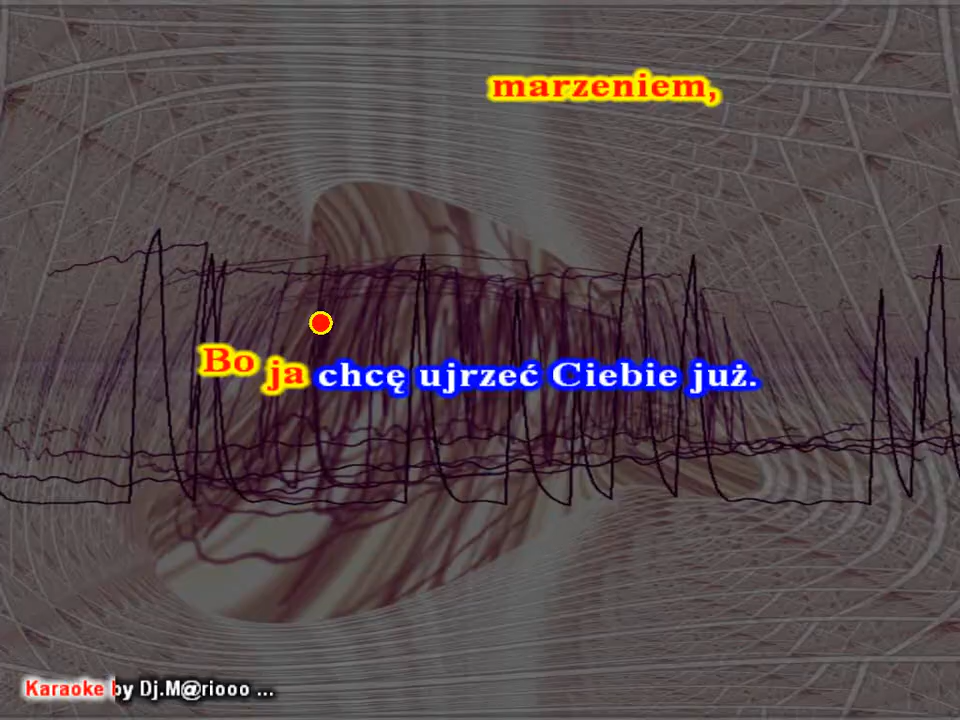 marzeniem,
Bo ja chcę ujrzeć Ciebie już.
Karaoke by Dj.M@riooo ...